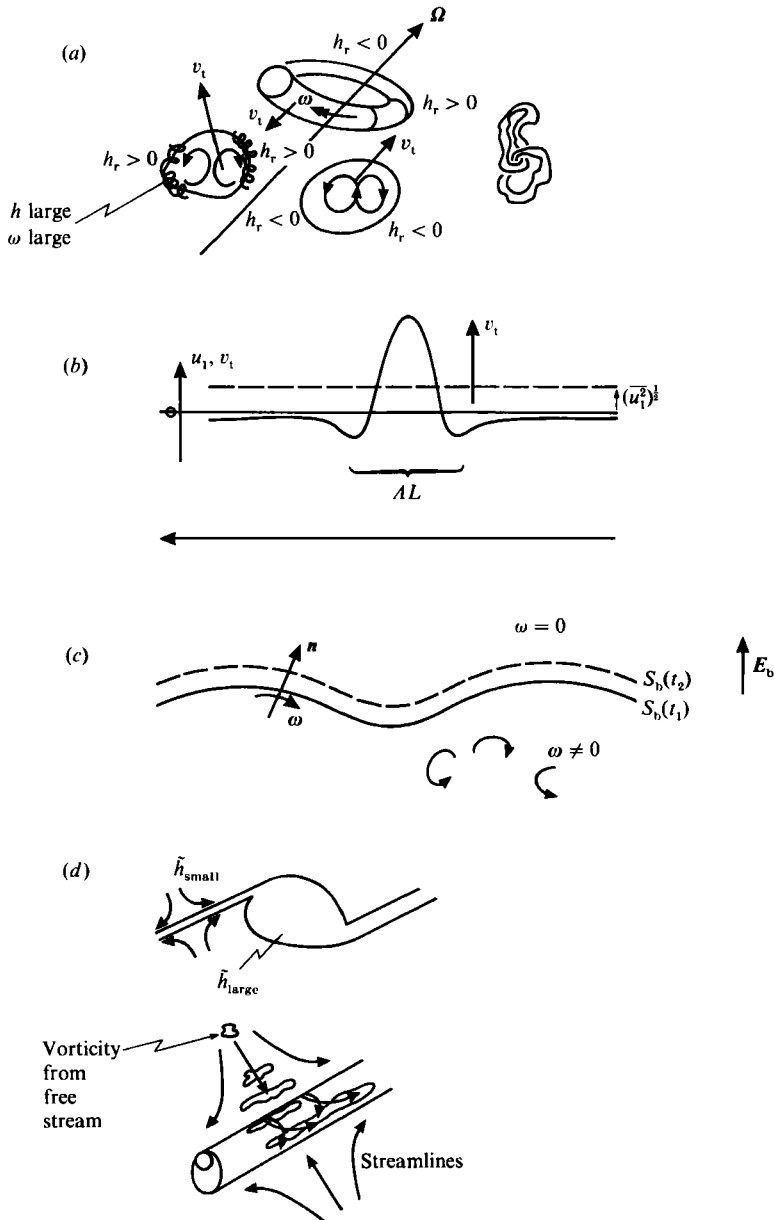 (a)
Ω
h_r < 0
v_t
ω
h_r > 0
v_t
h_r > 0
h_r > 0
v_t
h large
ω large
h_r < 0
h_r < 0
(b)
u_1, v_t
v_t
(\overline{u_1^2})^{\frac{1}{2}}
ΛL
(c)
ω = 0
n
E_b
S_b(t_2)
S_b(t_1)
ω
ω ≠ 0
(d)
h̃_small
h̃_large
Vorticity
from
free
stream
Streamlines